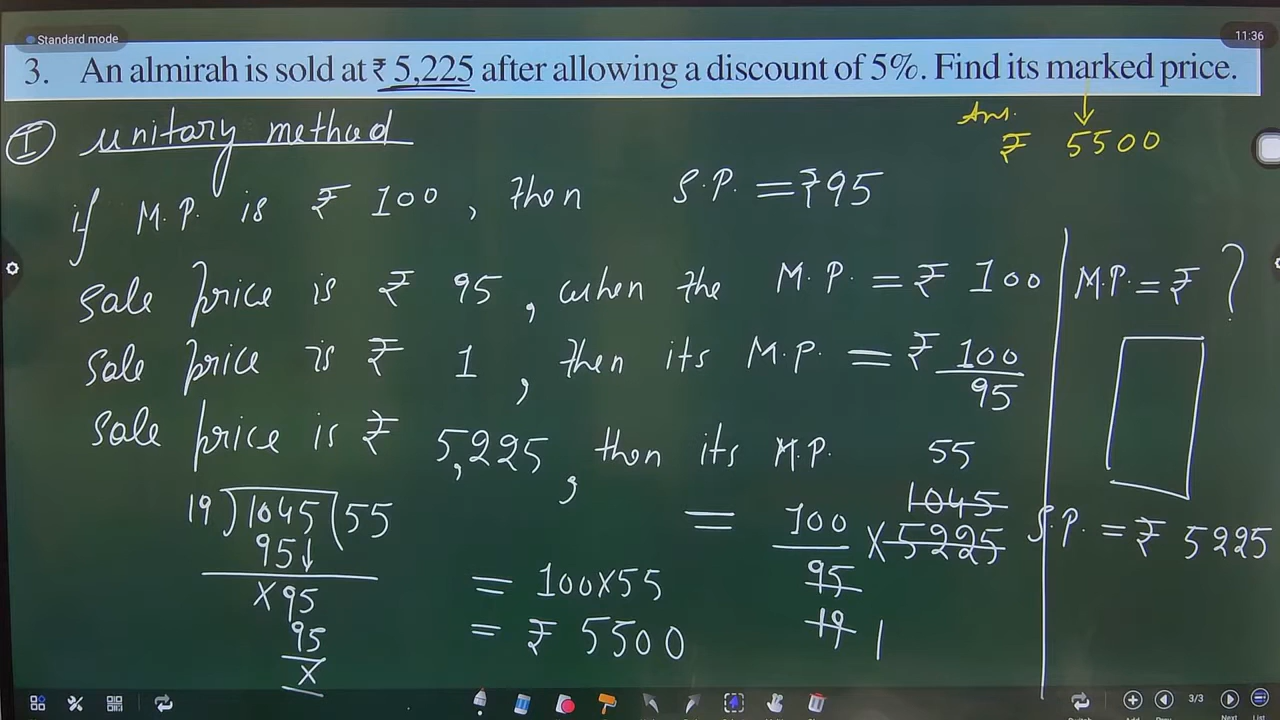 Standard mode
11:36
3. An almirah is sold at ₹ 5,225 after allowing a discount of 5%. Find its marked price.
Ans. ₹ 5500
I unitary method
if M.P. is ₹ 100, then S.P. = ₹95
Sale price is ₹ 95, when the M.P. = ₹ 100
Sale price is ₹ 1, then its M.P. = ₹ 100/95
Sale price is ₹ 5,225, then its M.P.
55
1045
= 100/95 × 5225
19 1
= 100×55
= ₹ 5500
19 ) 1045 ( 55
95↓
× 95
95
×
M.P. = ₹ ?
S.P. = ₹ 5225
3/3
Add
Next
List